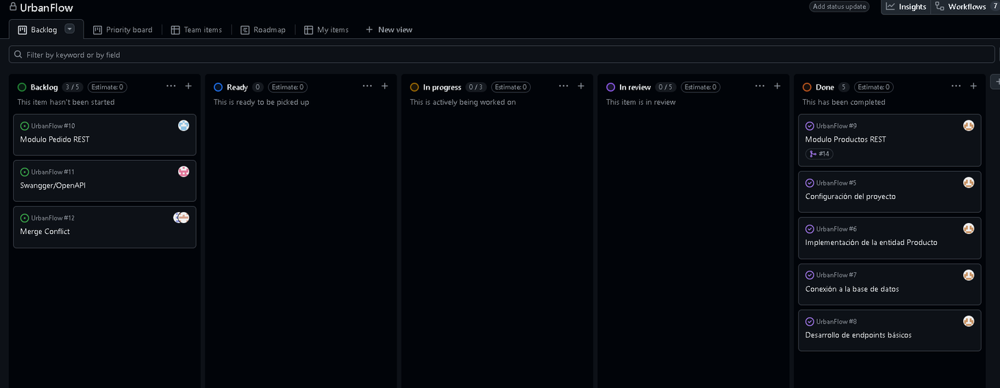 UrbanFlow
Add status update
Insights
Workflows 7
Backlog
Priority board
Team items
Roadmap
My items
New view
Filter by keyword or by field
Backlog 3 / 5 Estimate: 0
This item hasn't been started
UrbanFlow #10
Modulo Pedido REST
UrbanFlow #11
Swangger/OpenAPI
UrbanFlow #12
Merge Conflict
Ready 0 Estimate: 0
This is ready to be picked up
In progress 0 / 3 Estimate: 0
This is actively being worked on
In review 0 / 5 Estimate: 0
This item is in review
Done 5 Estimate: 0
This has been completed
UrbanFlow #9
Modulo Productos REST
#14
UrbanFlow #5
Configuración del proyecto
UrbanFlow #6
Implementación de la entidad Producto
UrbanFlow #7
Conexión a la base de datos
UrbanFlow #8
Desarrollo de endpoints básicos